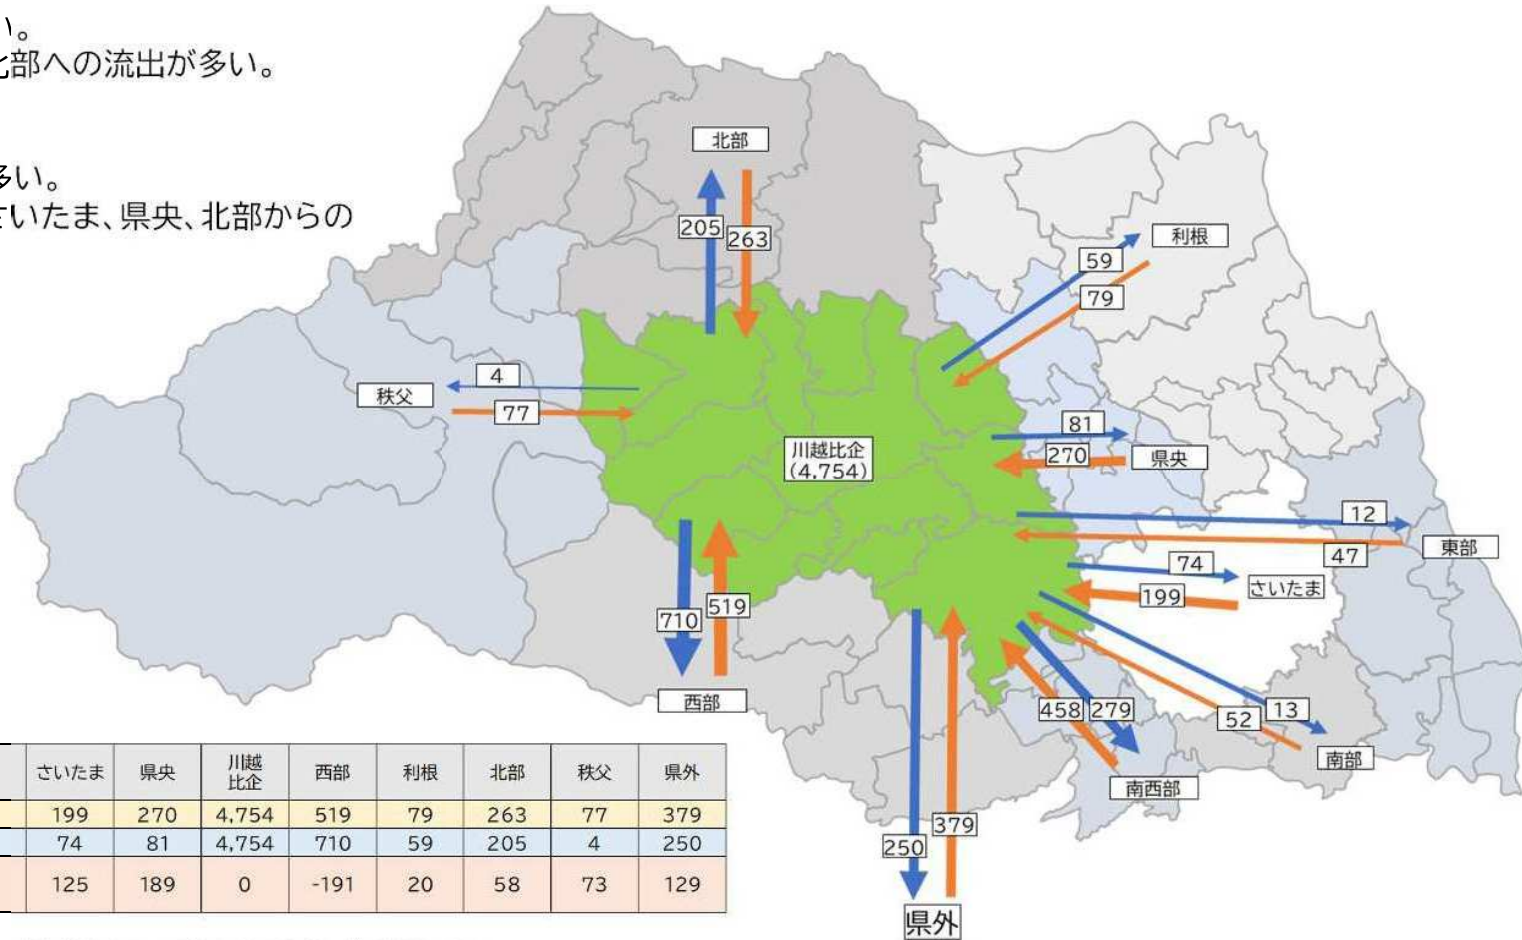 い。
部への流出が多い。
多い。
いたま、県央、北部からの
北部
205
263
利根
59
79
4
秩父
77
川越比企
(4,754)
81
270
県央
12
47
東部
74
さいたま
199
710
519
西部
458
279
52
13
南部
南西部
250
379
県外
さいたま 県央 川越比企 西部 利根 北部 秩父 県外
199 270 4,754 519 79 263 77 379
74 81 4,754 710 59 205 4 250
125 189 0 -191 20 58 73 129